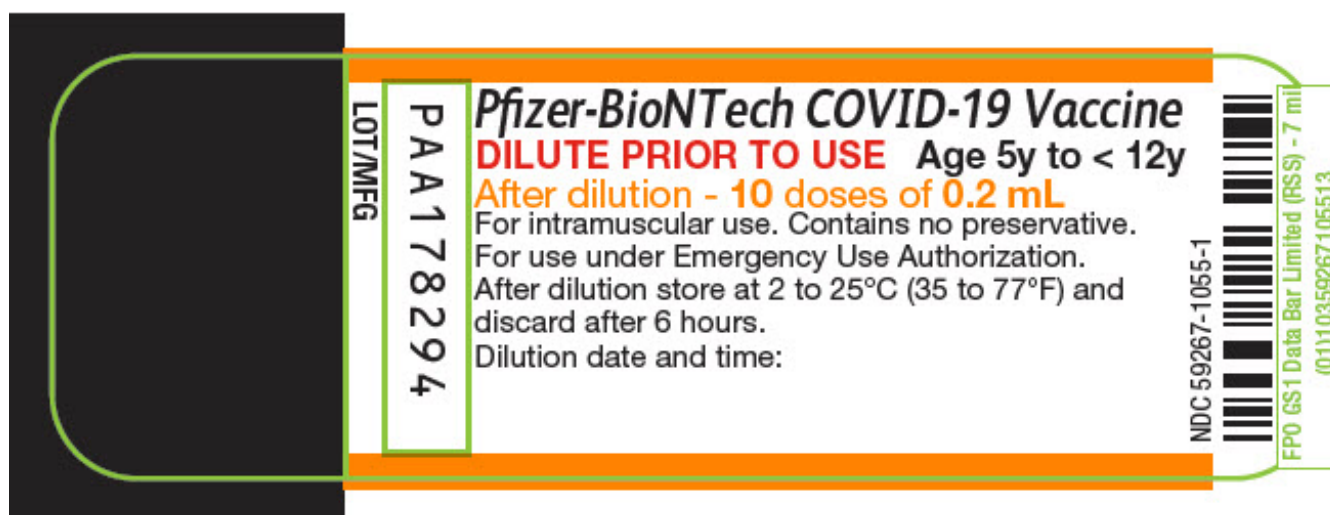 LOT/MFG
PAA178294
Pfizer-BioNTech COVID-19 Vaccine
DILUTE PRIOR TO USE Age 5y to < 12y
After dilution - 10 doses of 0.2 mL
For intramuscular use. Contains no preservative.
For use under Emergency Use Authorization.
After dilution store at 2 to 25°C (35 to 77°F) and
discard after 6 hours.
Dilution date and time:
NDC 59267-1055-1
FPO GS1 Data Bar Limited (RSS) - 7 mil
(01)10359267105513